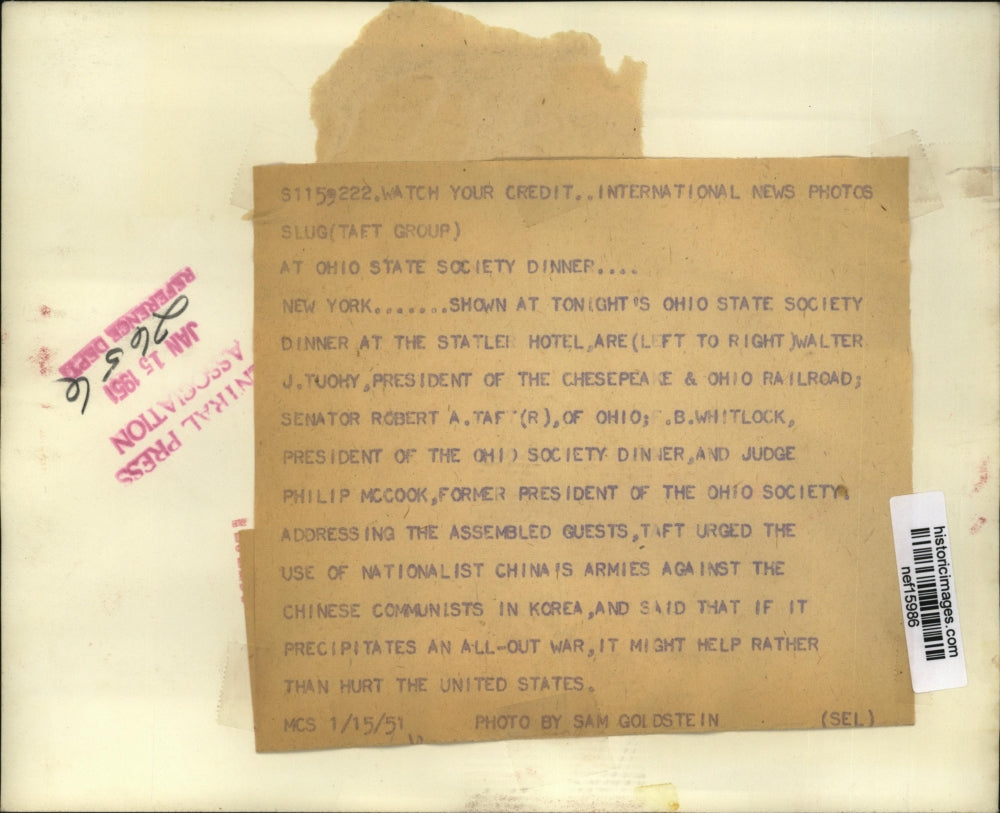 S1159222.WATCH YOUR CREDIT..INTERNATIONAL NEWS PHOTOS
SLUG(TAFT GROUP)
AT OHIO STATE SOCIETY DINNER....
NEW YORK.......SHOWN AT TONIGHT'S OHIO STATE SOCIETY
DINNER AT THE STATLER HOTEL,ARE(LEFT TO RIGHT)WALTER
J.TUOHY,PRESIDENT OF THE CHESEPEAKE & OHIO RAILROAD;
SENATOR ROBERT A.TAFT(R),OF OHIO; .B.WHITLOCK,
PRESIDENT OF THE OHIO SOCIETY DINNER,AND JUDGE
PHILIP MCCOOK,FORMER PRESIDENT OF THE OHIO SOCIETY.
ADDRESSING THE ASSEMBLED GUESTS,TAFT URGED THE
USE OF NATIONALIST CHINA'S ARMIES AGAINST THE
CHINESE COMMUNISTS IN KOREA,AND SAID THAT IF IT
PRECIPITATES AN ALL-OUT WAR,IT MIGHT HELP RATHER
THAN HURT THE UNITED STATES.
MCS 1/15/51 PHOTO BY SAM GOLDSTEIN (SEL)
REFERENCE DEPT.
JAN 15 1951
CENTRAL PRESS
ASSOCIATION
historicimages.com
nef15986